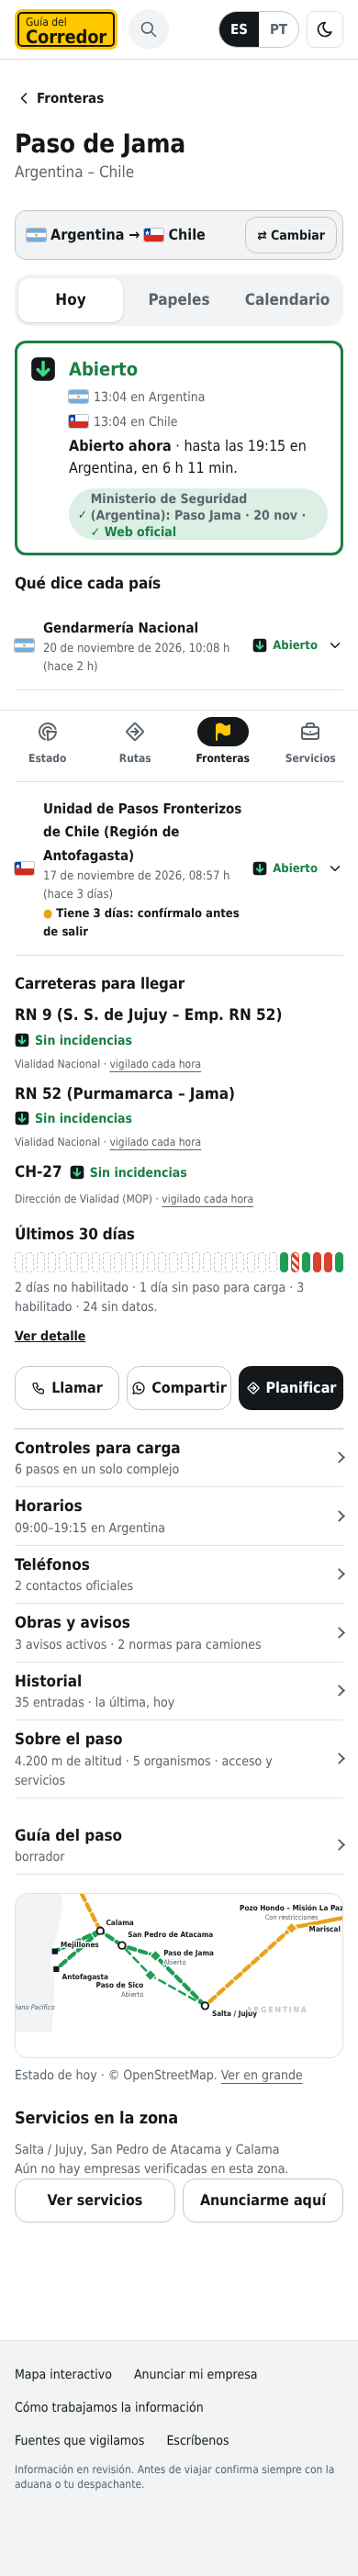 Guía del
Corredor
ES
PT
Fronteras
Paso de Jama
Argentina – Chile
Argentina → Chile
⇄ Cambiar
Hoy
Papeles
Calendario
Abierto
13:04 en Argentina
13:04 en Chile
Abierto ahora · hasta las 19:15 en
Argentina, en 6 h 11 min.
Ministerio de Seguridad
✓ (Argentina): Paso Jama · 20 nov ·
✓ Web oficial
Qué dice cada país
Gendarmería Nacional
20 de noviembre de 2026, 10:08 h
(hace 2 h)
Abierto
Estado
Rutas
Fronteras
Servicios
Unidad de Pasos Fronterizos
de Chile (Región de
Antofagasta)
17 de noviembre de 2026, 08:57 h
(hace 3 días)
Tiene 3 días: confírmalo antes
de salir
Abierto
Carreteras para llegar
RN 9 (S. S. de Jujuy – Emp. RN 52)
Sin incidencias
Vialidad Nacional · vigilado cada hora
RN 52 (Purmamarca – Jama)
Sin incidencias
Vialidad Nacional · vigilado cada hora
CH-27 Sin incidencias
Dirección de Vialidad (MOP) · vigilado cada hora
Últimos 30 días
2 días no habilitado · 1 día sin paso para carga · 3
habilitado · 24 sin datos.
Ver detalle
Llamar
Compartir
Planificar
Controles para carga
6 pasos en un solo complejo
Horarios
09:00–19:15 en Argentina
Teléfonos
2 contactos oficiales
Obras y avisos
3 avisos activos · 2 normas para camiones
Historial
35 entradas · la última, hoy
Sobre el paso
4.200 m de altitud · 5 organismos · acceso y
servicios
Guía del paso
borrador
Pozo Hondo – Misión La Paz
Con restricciones
Mariscal
Calama
San Pedro de Atacama
Mejillones
Paso de Jama
Abierto
Antofagasta
Paso de Sico
Abierto
Salta / Jujuy
ARGENTINA
Estado de hoy · © OpenStreetMap. Ver en grande
Servicios en la zona
Salta / Jujuy, San Pedro de Atacama y Calama
Aún no hay empresas verificadas en esta zona.
Ver servicios
Anunciarme aquí
Mapa interactivo
Anunciar mi empresa
Cómo trabajamos la información
Fuentes que vigilamos
Escríbenos
Información en revisión. Antes de viajar confirma siempre con la
aduana o tu despachante.